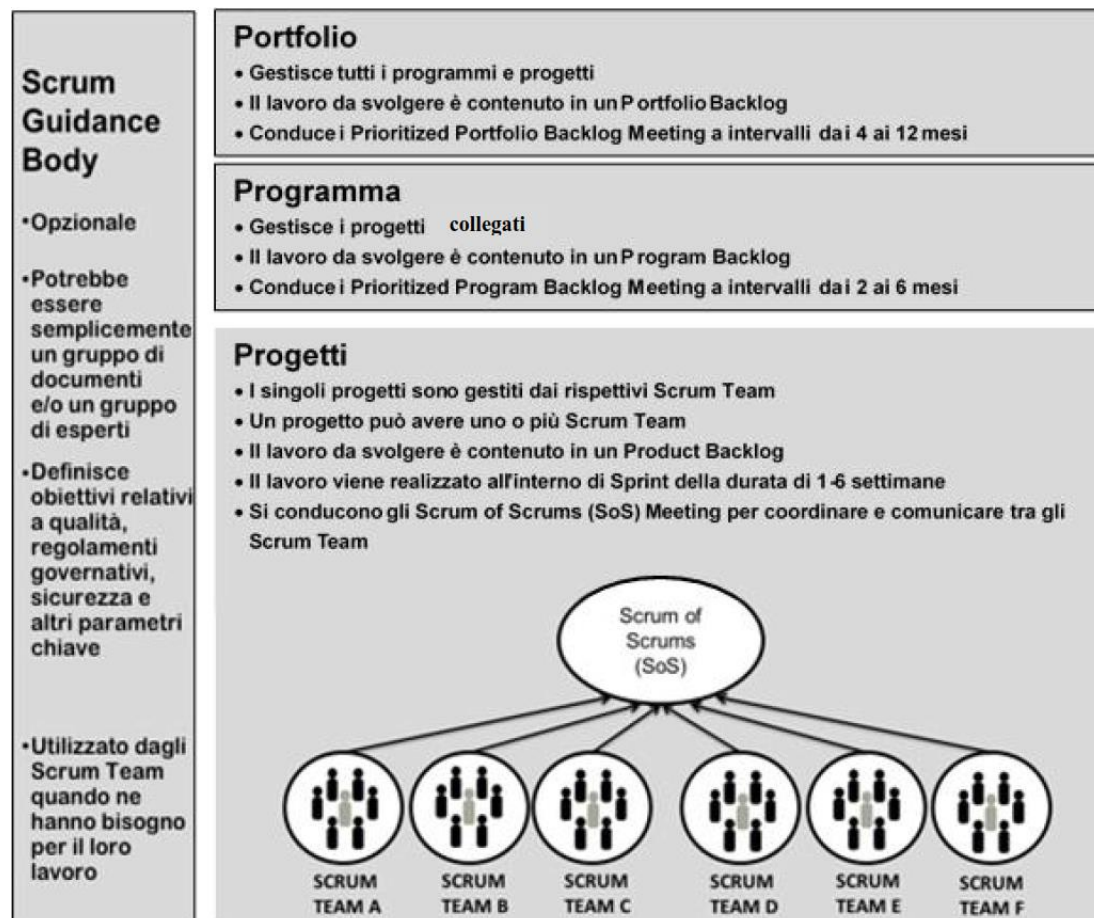 Scrum
Guidance
Body
•Opzionale
•Potrebbe
essere
semplicemente
un gruppo di
documenti
e/o un gruppo
di esperti
•Definisce
obiettivi relativi
a qualità,
regolamenti
governativi,
sicurezza e
altri parametri
chiave
•Utilizzato dagli
Scrum Team
quando ne
hanno bisogno
per il loro
lavoro
Portfolio
• Gestisce tutti i programmi e progetti
• Il lavoro da svolgere è contenuto in un Portfolio Backlog
• Conduce i Prioritized Portfolio Backlog Meeting a intervalli dai 4 ai 12 mesi
Programma
• Gestisce i progetti collegati
• Il lavoro da svolgere è contenuto in un Program Backlog
• Conduce i Prioritized Program Backlog Meeting a intervalli dai 2 ai 6 mesi
Progetti
• I singoli progetti sono gestiti dai rispettivi Scrum Team
• Un progetto può avere uno o più Scrum Team
• Il lavoro da svolgere è contenuto in un Product Backlog
• Il lavoro viene realizzato all'interno di Sprint della durata di 1-6 settimane
• Si conducono gli Scrum of Scrums (SoS) Meeting per coordinare e comunicare tra gli
Scrum Team
Scrum of
Scrums
(SoS)
SCRUM
TEAM A
SCRUM
TEAM B
SCRUM
TEAM C
SCRUM
TEAM D
SCRUM
TEAM E
SCRUM
TEAM F